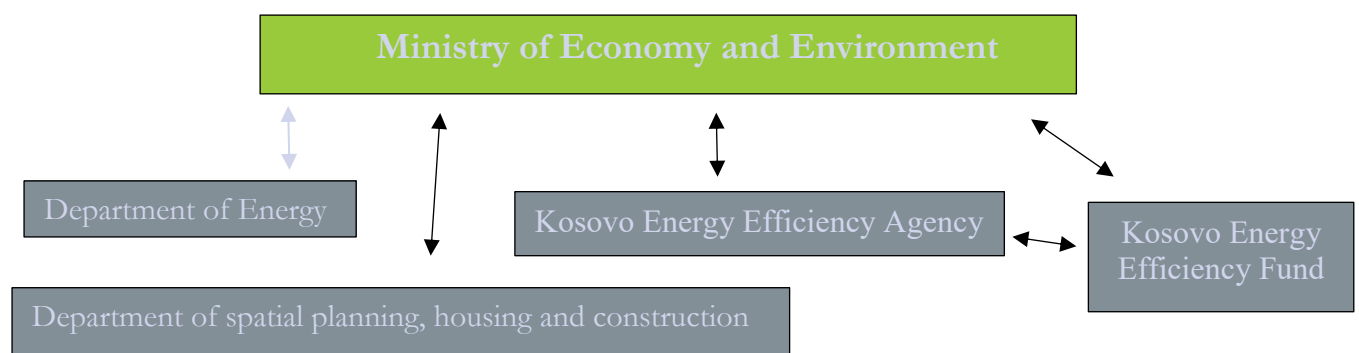 Ministry of Economy and Environment
Department of Energy
Kosovo Energy Efficiency Agency
Kosovo Energy
Efficiency Fund
Department of spatial planning, housing and construction